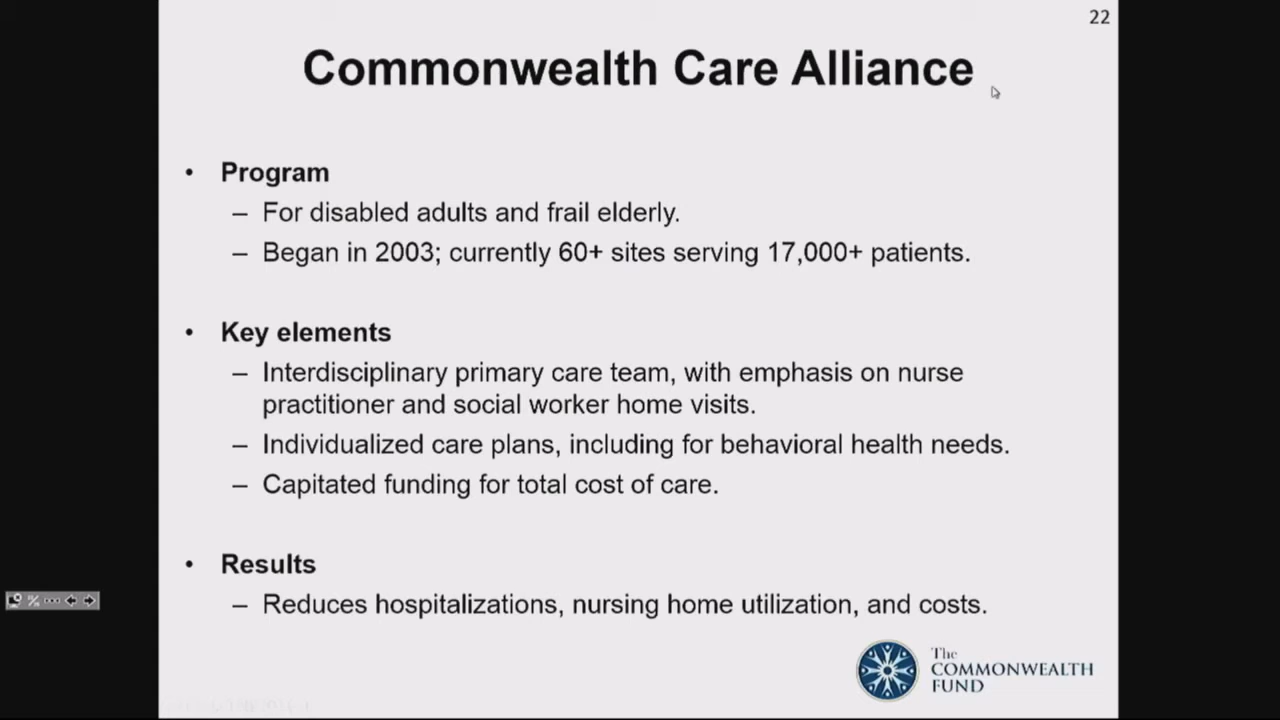 22
Commonwealth Care Alliance
• Program
– For disabled adults and frail elderly.
– Began in 2003; currently 60+ sites serving 17,000+ patients.
• Key elements
– Interdisciplinary primary care team, with emphasis on nurse
practitioner and social worker home visits.
– Individualized care plans, including for behavioral health needs.
– Capitated funding for total cost of care.
• Results
– Reduces hospitalizations, nursing home utilization, and costs.
The
COMMONWEALTH
FUND